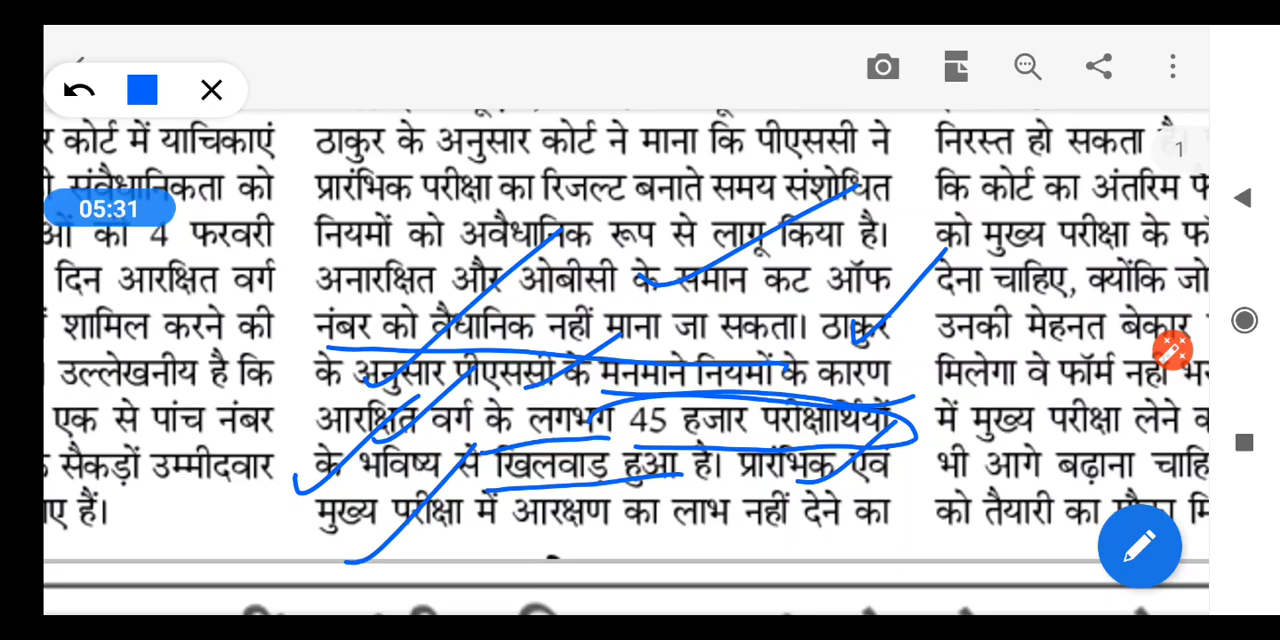 05:31
1
र कोर्ट में याचिकाएं
संवैधानिकता को
ओं को 4 फरवरी
दिन आरक्षित वर्ग
शामिल करने की
उल्लेखनीय है कि
एक से पांच नंबर
सैकड़ों उम्मीदवार
ए हैं।
ठाकुर के अनुसार कोर्ट ने माना कि पीएससी ने
प्रारंभिक परीक्षा का रिजल्ट बनाते समय संशोधित
नियमों को अवैधानिक रूप से लागू किया है।
अनारक्षित और ओबीसी के समान कट ऑफ
नंबर को वैधानिक नहीं माना जा सकता। ठाकुर
के अनुसार पीएससी के मनमाने नियमों के कारण
आरक्षित वर्ग के लगभग 45 हजार परीक्षार्थियों
के भविष्य से खिलवाड़ हुआ है। प्रारंभिक एवं
मुख्य परीक्षा में आरक्षण का लाभ नहीं देने का
निरस्त हो सकता है।
कि कोर्ट का अंतरिम फै
को मुख्य परीक्षा के फॉ
देना चाहिए, क्योंकि जो
उनकी मेहनत बेकार
मिलेगा वे फॉर्म नहीं भर
में मुख्य परीक्षा लेने क
भी आगे बढ़ाना चाहि
को तैयारी का मौका मि